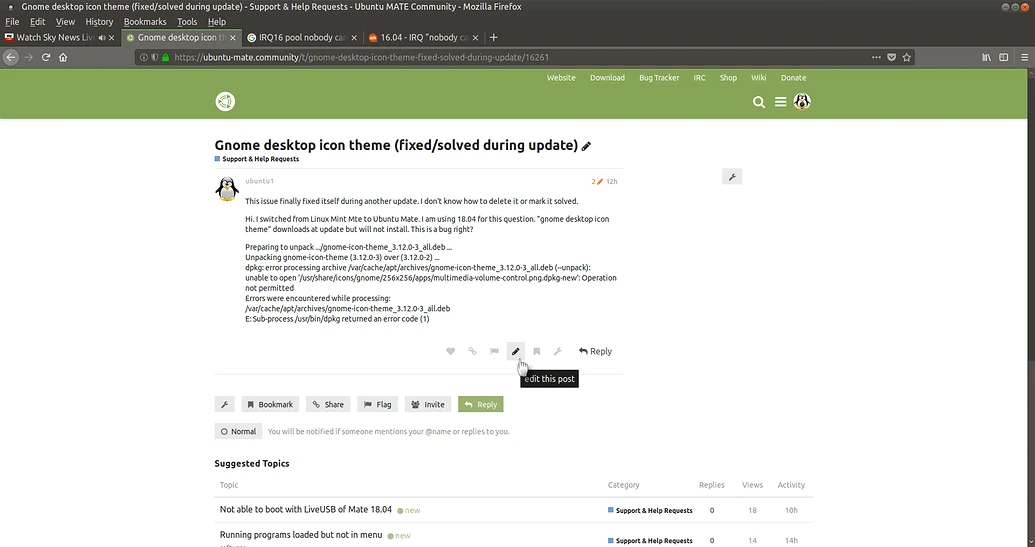 Gnome desktop icon theme (fixed/solved during update) - Support & Help Requests - Ubuntu MATE Community - Mozilla Firefox
File Edit View History Bookmarks Tools Help
Watch Sky News Liv
Gnome desktop icon th
IRQ16 pool nobody can
16.04 - IRQ "nobody ca
https://ubuntu-mate.community/t/gnome-desktop-icon-theme-fixed-solved-during-update/16261
Website Download Bug Tracker IRC Shop Wiki Donate
Gnome desktop icon theme (fixed/solved during update)
Support & Help Requests
ubuntu1 2 12h
This issue finally fixed itself during another update. I don't know how to delete it or mark it solved.
Hi. I switched from Linux Mint Mte to Ubuntu Mate. I am using 18.04 for this question. "gnome desktop icon
theme" downloads at update but will not install. This is a bug right?
Preparing to unpack .../gnome-icon-theme_3.12.0-3_all.deb ...
Unpacking gnome-icon-theme (3.12.0-3) over (3.12.0-2) ...
dpkg: error processing archive /var/cache/apt/archives/gnome-icon-theme_3.12.0-3_all.deb (--unpack):
unable to open '/usr/share/icons/gnome/256x256/apps/multimedia-volume-control.png.dpkg-new': Operation
not permitted
Errors were encountered while processing:
/var/cache/apt/archives/gnome-icon-theme_3.12.0-3_all.deb
E: Sub-process /usr/bin/dpkg returned an error code (1)
Reply
edit this post
Bookmark Share Flag Invite Reply
Normal You will be notified if someone mentions your @name or replies to you.
Suggested Topics
Topic Category Replies Views Activity
Not able to boot with LiveUSB of Mate 18.04 new Support & Help Requests 0 18 10h
Running programs loaded but not in menu new Support & Help Requests 0 14 14h